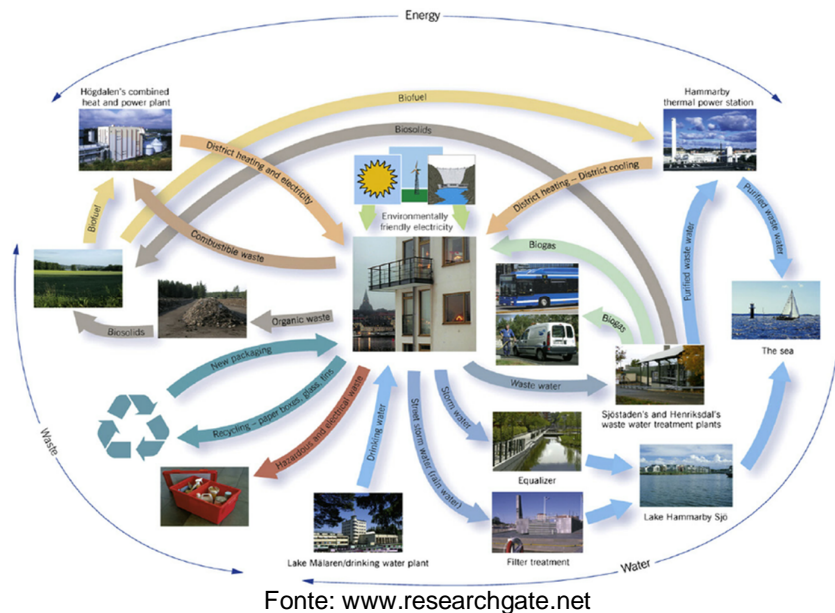 Energy
Högdalen's combined
heat and power plant
Hammarby
thermal power station
Biofuel
Biosolids
District heating and electricity
District heating – District cooling
Environmentally
friendly electricity
Biofuel
Combustible waste
Biogas
Purified waste water
Purified waste water
Organic waste
Biosolids
Biogas
The sea
New packaging
Waste water
Sjöstaden's and Henriksdal's
waste water treatment plants
Recycling – paper boxes, glass, tins
Storm water
Waste
Hazardous and electrical waste
Drinking water
Street storm water (rain water)
Equalizer
Lake Hammarby Sjö
Lake Mälaren/drinking water plant
Filter treatment
Water
Fonte: www.researchgate.net